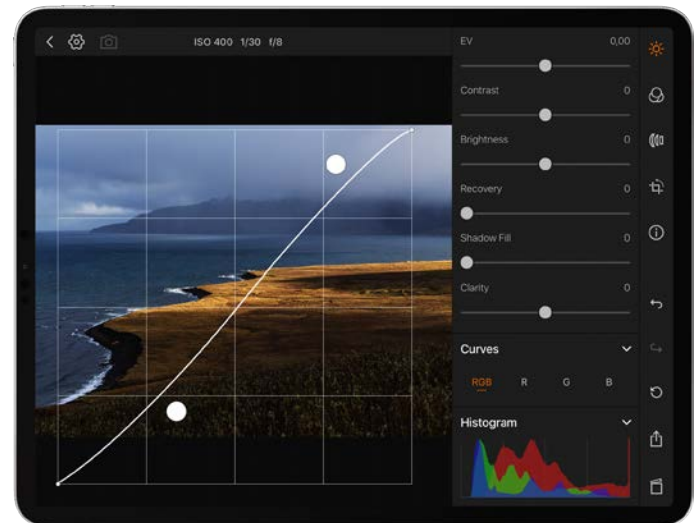 ISO 400 1/30 f/8
EV 0,00
Contrast 0
Brightness 0
Recovery 0
Shadow Fill 0
Clarity 0
Curves
RGB R G B
Histogram